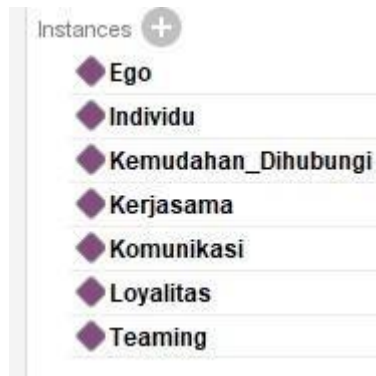 Instances
Ego
Individu
Kemudahan_Dihubungi
Kerjasama
Komunikasi
Loyalitas
Teaming